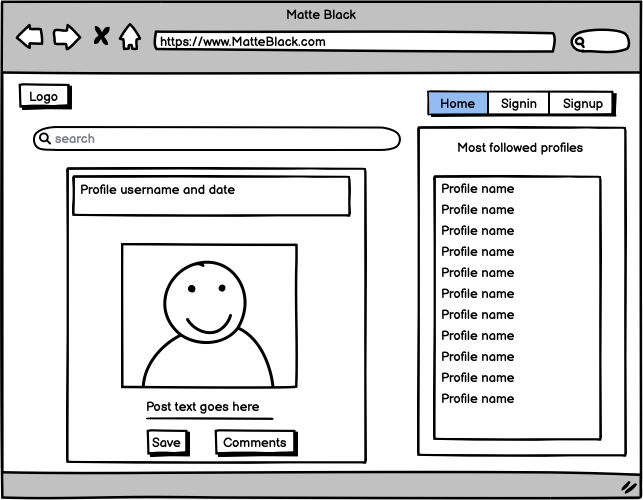 Matte Black
https://www.MatteBlack.com
Logo
Home Signin Signup
search
Most followed profiles
Profile username and date
Profile name
Profile name
Profile name
Profile name
Profile name
Profile name
Profile name
Profile name
Profile name
Profile name
Profile name
Post text goes here
Save Comments